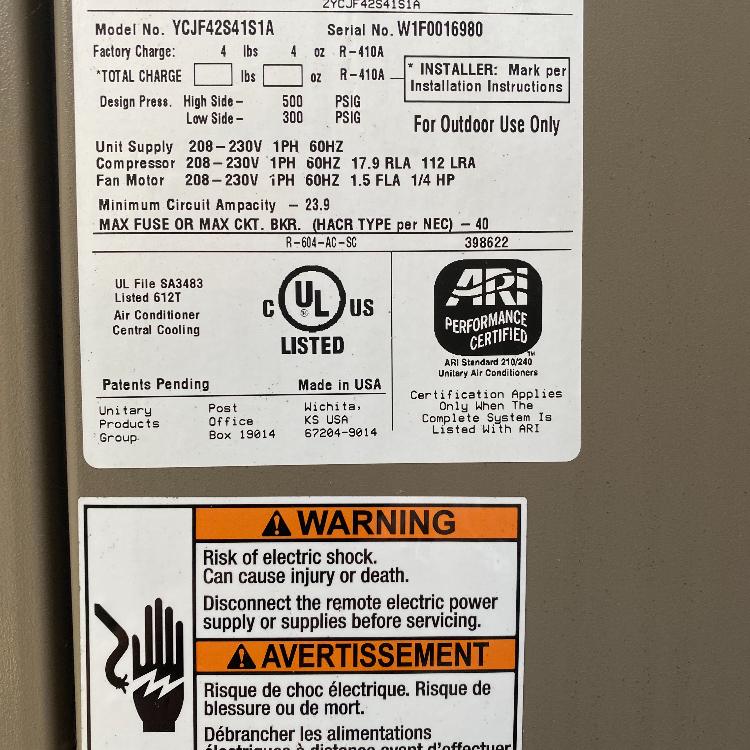 2YCJF42S41S1A
Model No. YCJF42S41S1A Serial No. W1F0016980
Factory Charge: 4 lbs 4 oz R-410A
*TOTAL CHARGE lbs oz R-410A
* INSTALLER: Mark per
Installation Instructions
Design Press. High Side- 500 PSIG
Low Side- 300 PSIG
For Outdoor Use Only
Unit Supply 208-230V 1PH 60HZ
Compressor 208-230V 1PH 60HZ 17.9 RLA 112 LRA
Fan Motor 208-230V 1PH 60HZ 1.5 FLA 1/4 HP
Minimum Circuit Ampacity - 23.9
MAX FUSE OR MAX CKT. BKR. (HACR TYPE per NEC) - 40
R-604-AC-SC 398622
UL File SA3483
Listed 612T
Air Conditioner
Central Cooling
C UL ® US
LISTED
ARI
PERFORMANCE
CERTIFIED
TM
ARI Standard 210/240
Unitary Air Conditioners
Patents Pending Made in USA
Unitary
Products
Group
Post
Office
Box 19014
Wichita,
KS USA
67204-9014
Certification Applies
Only When The
Complete System Is
Listed With ARI
WARNING
Risk of electric shock.
Can cause injury or death.
Disconnect the remote electric power
supply or supplies before servicing.
AVERTISSEMENT
Risque de choc électrique. Risque de
blessure ou de mort.
Débrancher les alimentations
électriques à distance avant d'effectuer